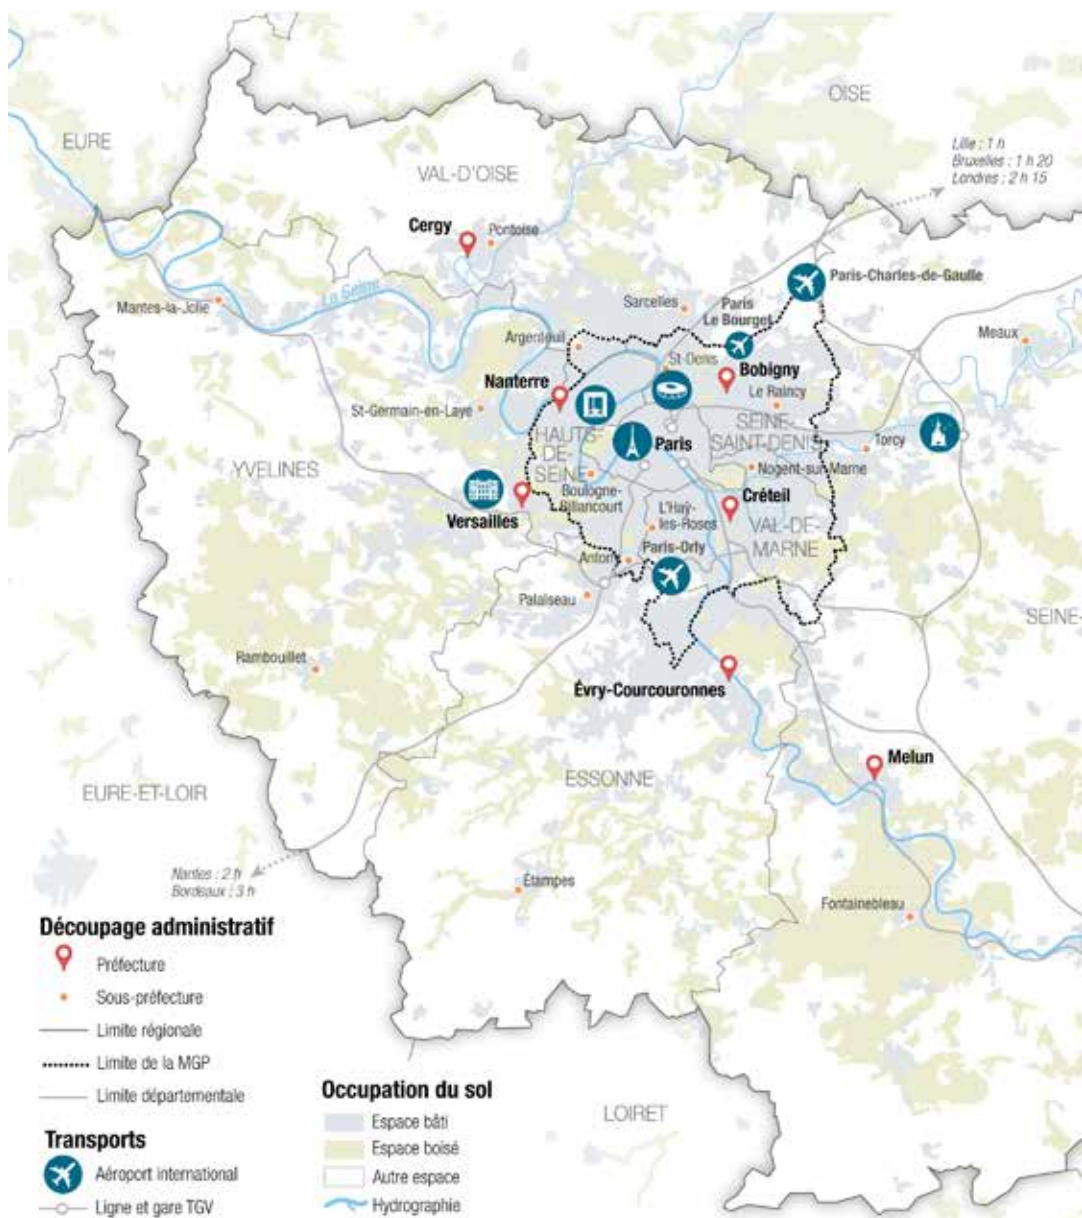 OISE
EURE
Lille : 1 h
Bruxelles : 1 h 20
Londres : 2 h 15
VAL-D'OISE
Cergy
Pontoise
La Seine
Paris-Charles-de-Gaulle
Mantes-la-Jolie
Sarcelles
Paris
Le Bourget
Argenteuil
Meaux
St-Denis
Nanterre
Bobigny
Le Raincy
St-Germain-en-Laye
HAUTS-
DE-
SEINE
Paris
SEINE-
SAINT-DENIS
Torcy
YVELINES
Nogent-sur-Marne
Boulogne-
Billancourt
Créteil
Versailles
L'Haÿ-
les-Roses
VAL-DE-
MARNE
Antony
Paris-Orly
Palaiseau
SEINE-
Rambouillet
Évry-Courcouronnes
Melun
ESSONNE
EURE-ET-LOIR
Nantes : 2 h
Bordeaux : 3 h
Étampes
Fontainebleau
Découpage administratif
Préfecture
Sous-préfecture
Limite régionale
Limite de la MGP
Limite départementale
Transports
Aéroport international
Ligne et gare TGV
Occupation du sol
Espace bâti
Espace boisé
Autre espace
Hydrographie
LOIRET